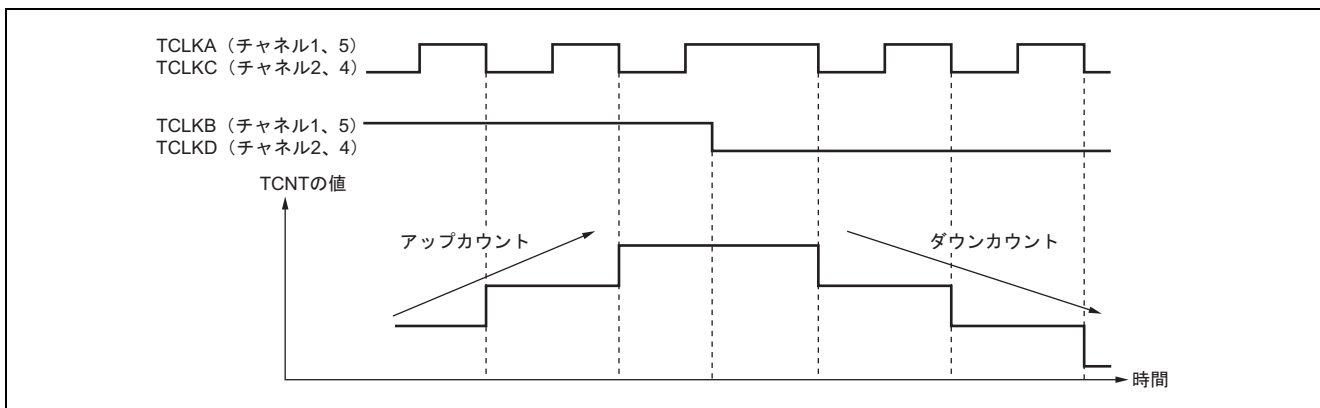 TCLKA（チャネル1、5）
TCLKC（チャネル2、4）
TCLKB（チャネル1、5）
TCLKD（チャネル2、4）
TCNTの値
アップカウント
ダウンカウント
時間